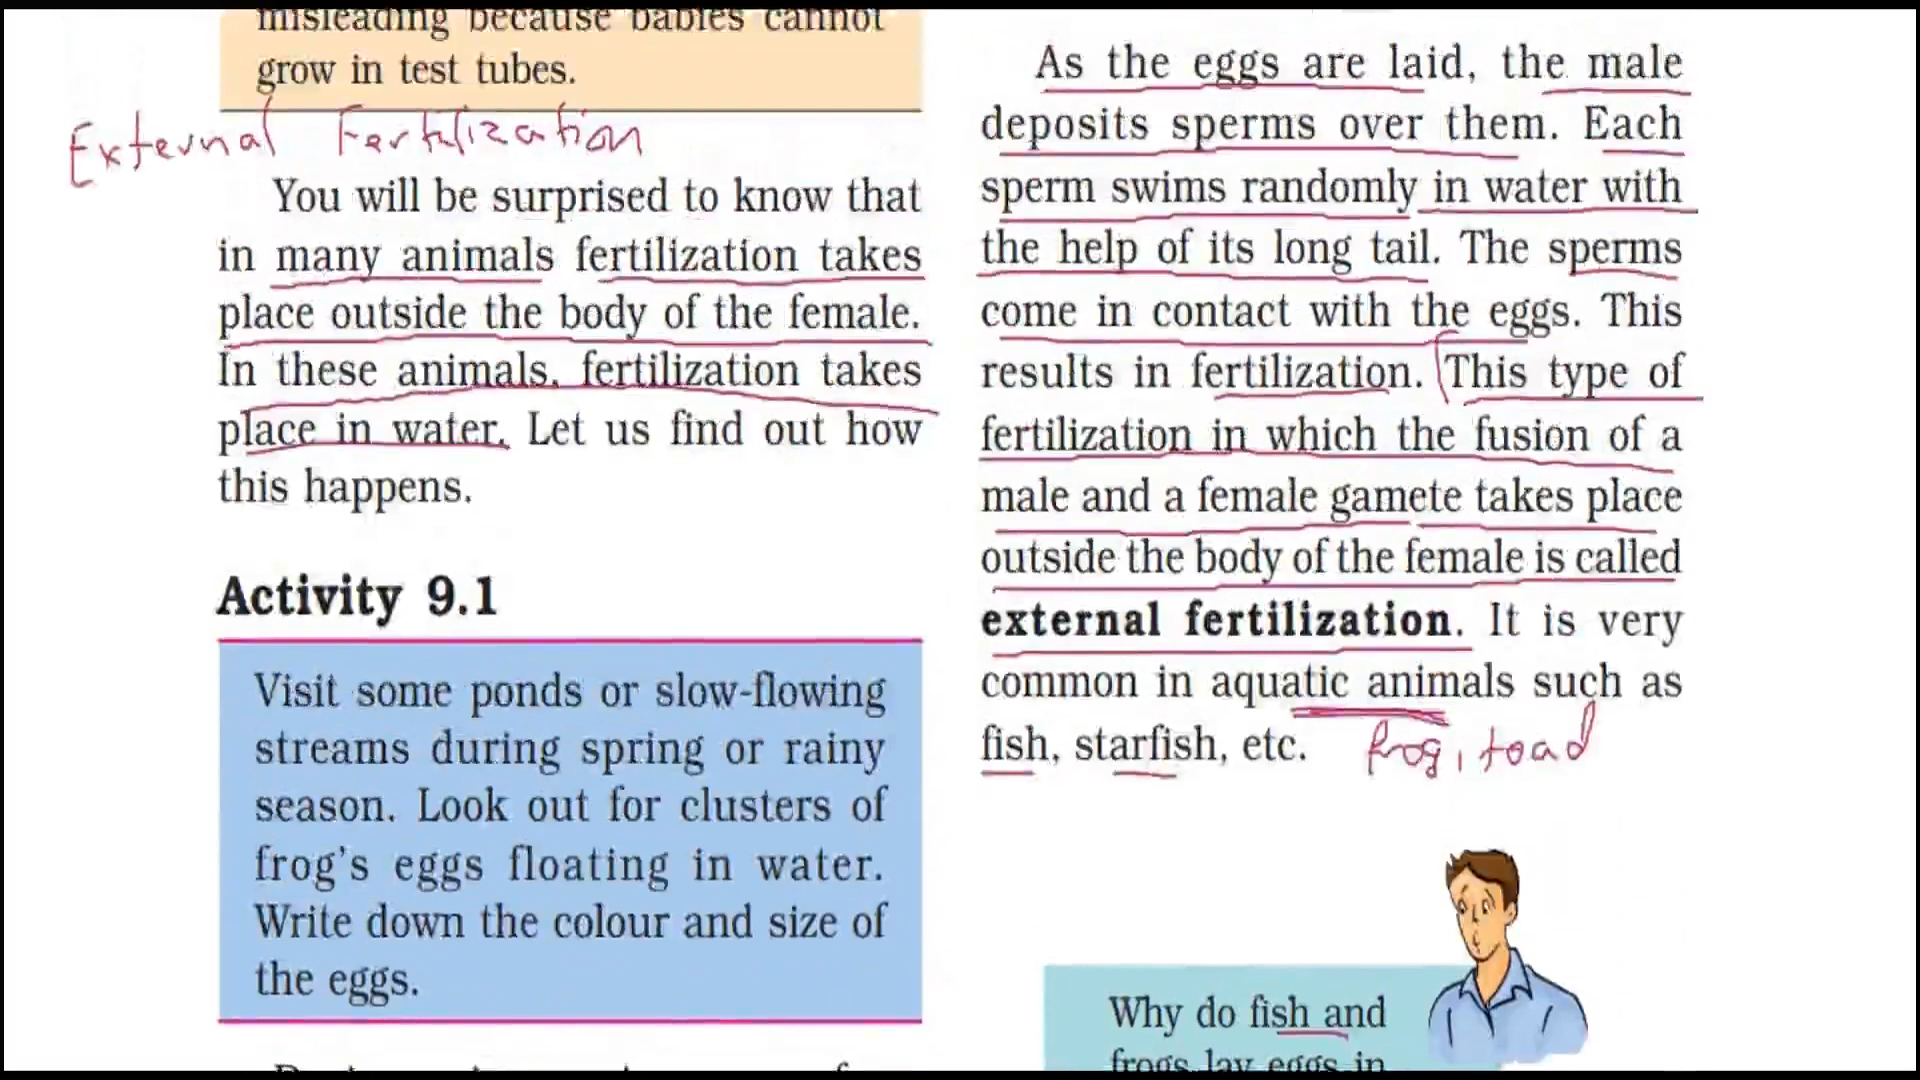 misleading because babies cannot
grow in test tubes.
External Fertilization
You will be surprised to know that
in many animals fertilization takes
place outside the body of the female.
In these animals, fertilization takes
place in water. Let us find out how
this happens.
Activity 9.1
Visit some ponds or slow-flowing
streams during spring or rainy
season. Look out for clusters of
frog's eggs floating in water.
Write down the colour and size of
the eggs.
As the eggs are laid, the male
deposits sperms over them. Each
sperm swims randomly in water with
the help of its long tail. The sperms
come in contact with the eggs. This
results in fertilization. This type of
fertilization in which the fusion of a
male and a female gamete takes place
outside the body of the female is called
external fertilization. It is very
common in aquatic animals such as
fish, starfish, etc. frog, toad
Why do fish and
frogs lay eggs in